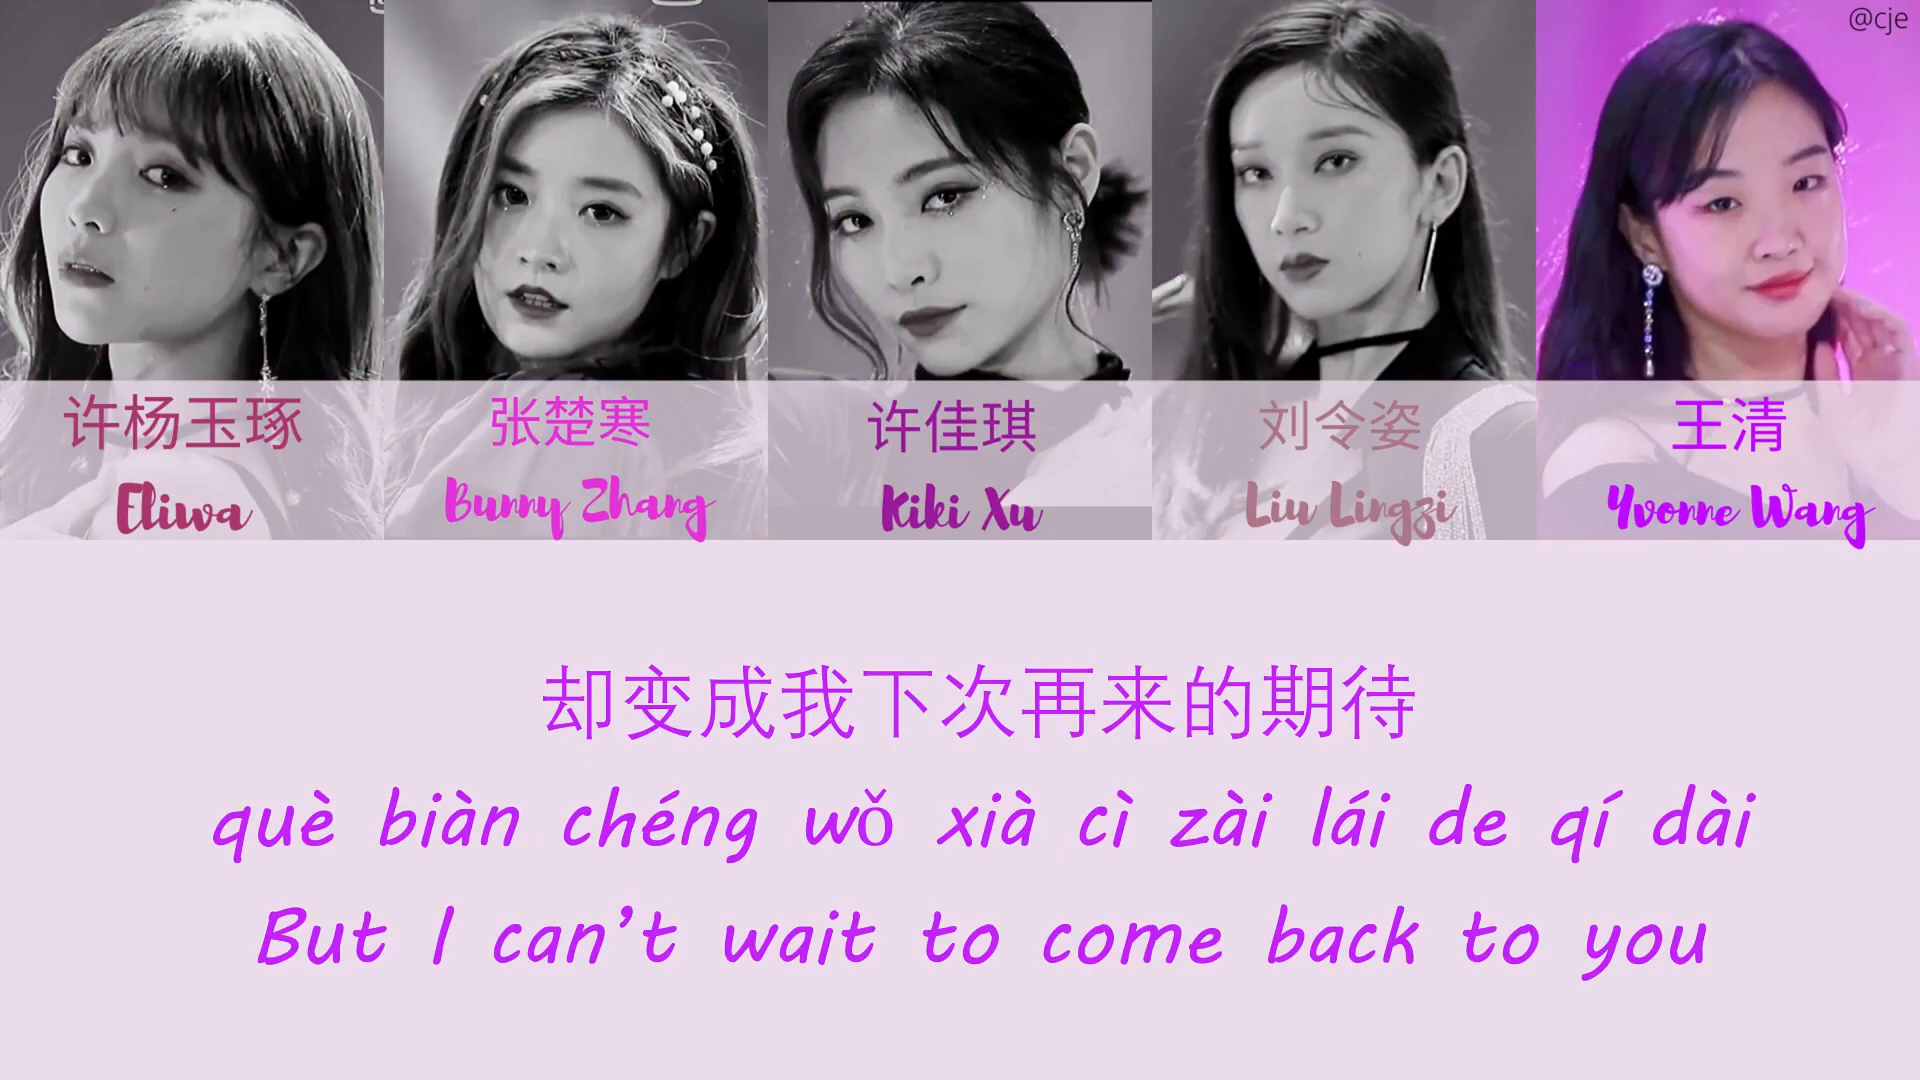 @cje
许杨玉琢
Eliwa
张楚寒
Bunny Zhang
许佳琪
Kiki Xu
刘令姿
Liu Lingzi
王清
Yvonne Wang
却变成我下次再来的期待
què biàn chéng wǒ xià cì zài lái de qí dài
But I can't wait to come back to you